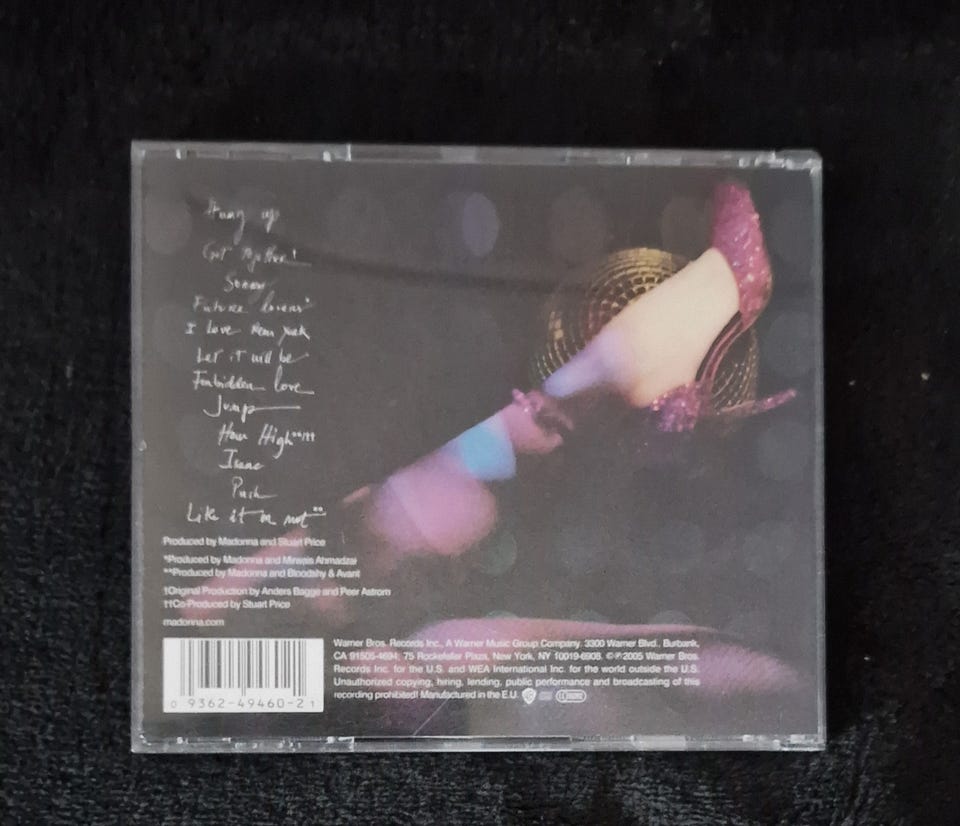 Hung up
Get Together†
Sorry
Future lovers*
I love New York
Let it will be
Forbidden love
Jump
How High**/††
Isaac
Push
Like it or not**
Produced by Madonna and Stuart Price
*Produced by Madonna and Mirwais Ahmadzaï
**Produced by Madonna and Bloodshy & Avant
†Original Production by Anders Bagge and Peer Astrom
††Co-Produced by Stuart Price
madonna.com
0 9362-49460-2 1
Warner Bros. Records Inc., A Warner Music Group Company. 3300 Warner Blvd., Burbank,
CA 91505-4694; 75 Rockefeller Plaza, New York, NY 10019-6908. ©℗2005 Warner Bros.
Records Inc. for the U.S. and WEA International Inc. for the world outside the U.S.
Unauthorized copying, hiring, lending, public performance and broadcasting of this
recording prohibited! Manufactured in the E.U.